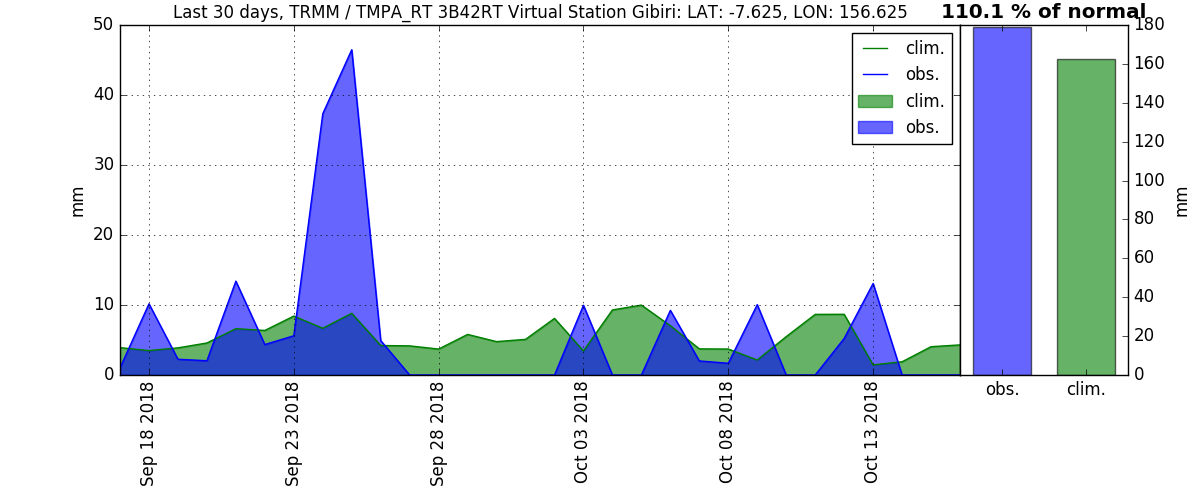 Last 30 days, TRMM / TMPA_RT 3B42RT Virtual Station Gibiri: LAT: -7.625, LON: 156.625
110.1 % of normal
50
40
30
20
10
0
mm
clim.
obs.
clim.
obs.
Sep 18 2018
Sep 23 2018
Sep 28 2018
Oct 03 2018
Oct 08 2018
Oct 13 2018
180
160
140
120
100
80
60
40
20
0
mm
obs.
clim.